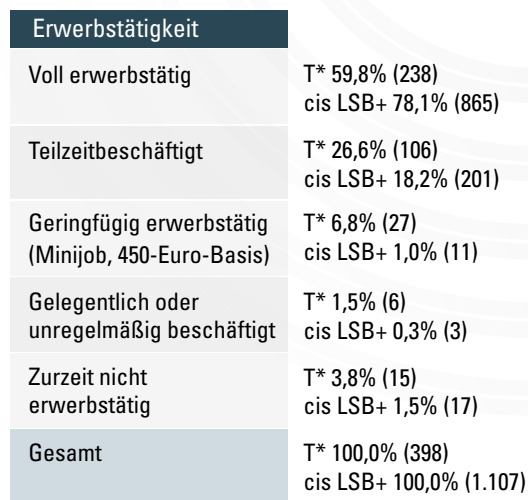 Erwerbstätigkeit
Voll erwerbstätig
T* 59,8% (238)
cis LSB+ 78,1% (865)
Teilzeitbeschäftigt
T* 26,6% (106)
cis LSB+ 18,2% (201)
Geringfügig erwerbstätig
(Minijob, 450-Euro-Basis)
T* 6,8% (27)
cis LSB+ 1,0% (11)
Gelegentlich oder
unregelmäßig beschäftigt
T* 1,5% (6)
cis LSB+ 0,3% (3)
Zurzeit nicht
erwerbstätig
T* 3,8% (15)
cis LSB+ 1,5% (17)
Gesamt
T* 100,0% (398)
cis LSB+ 100,0% (1.107)